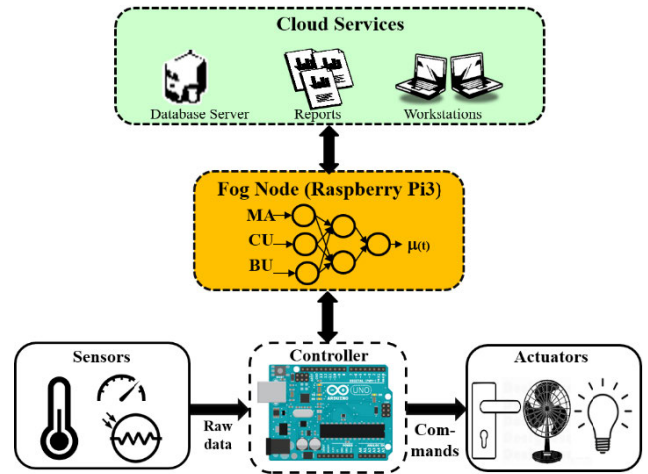 Cloud Services
Database Server
Reports
Workstations
Fog Node (Raspberry Pi3)
MA
CU
BU
μ(t)
Sensors
Controller
Actuators
UNO
ARDUINO
Raw
data
Com-
mands